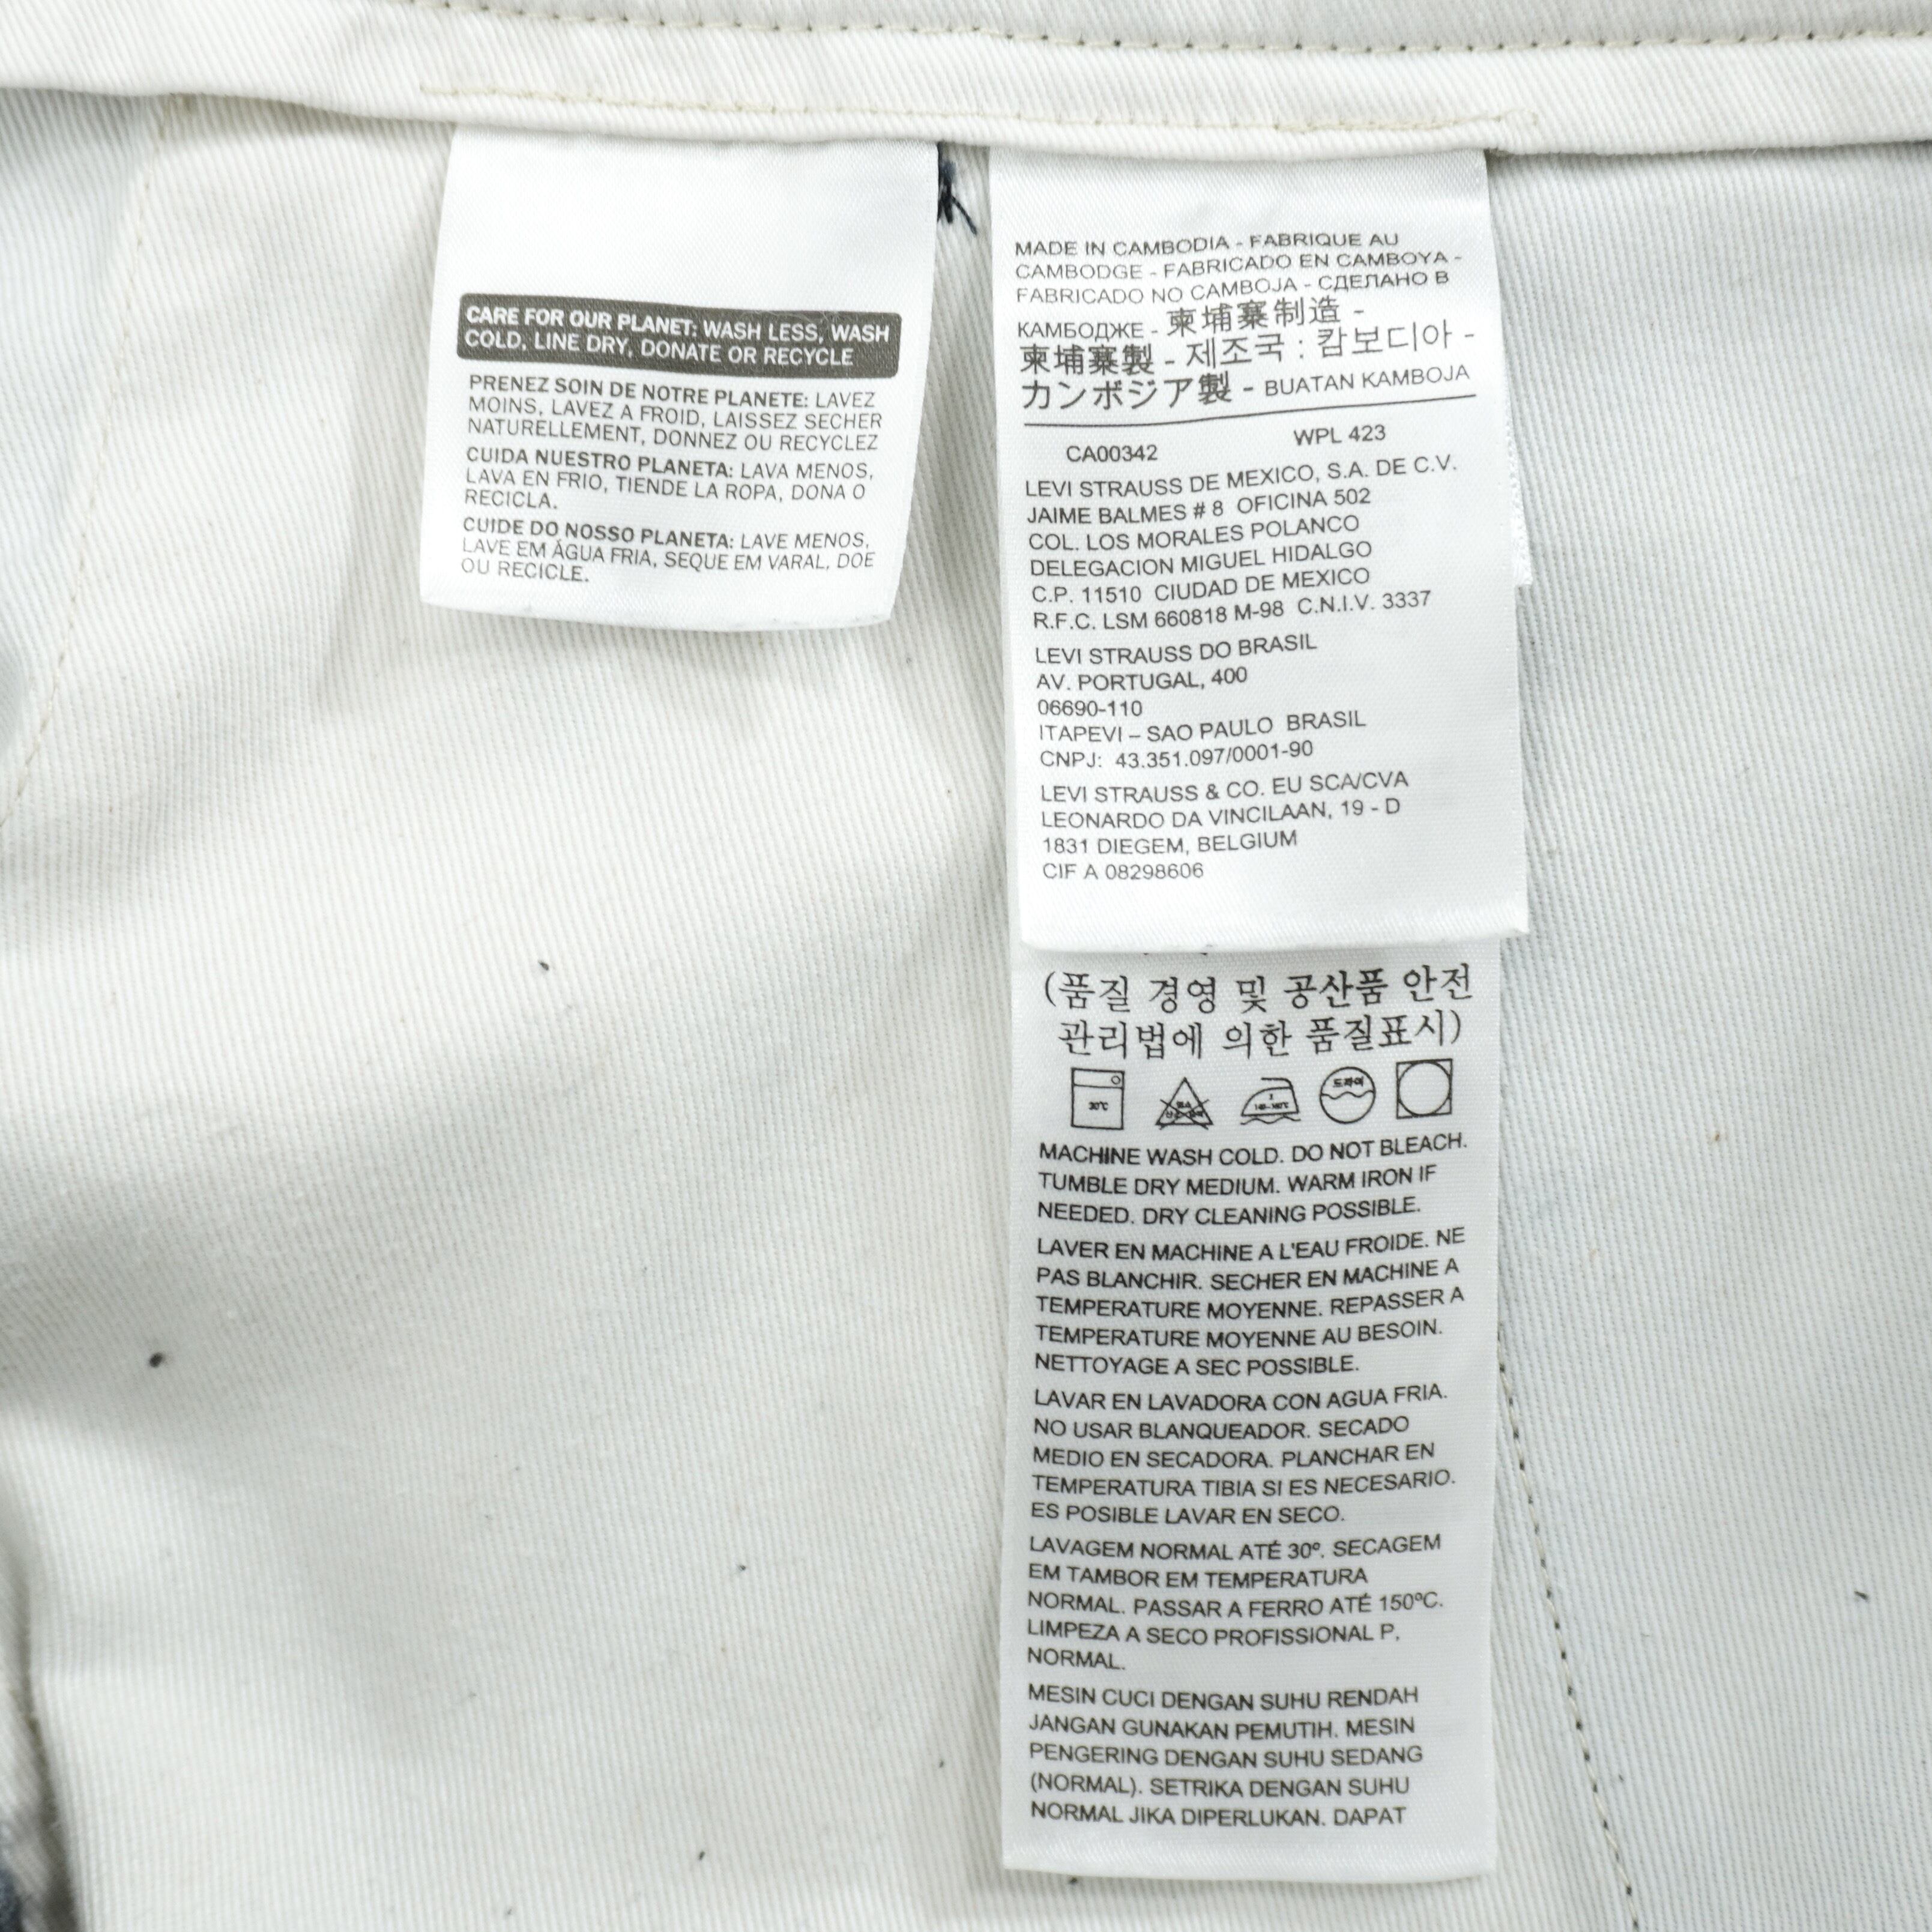 CARE FOR OUR PLANET: WASH LESS, WASH
COLD, LINE DRY, DONATE OR RECYCLE
PRENEZ SOIN DE NOTRE PLANETE: LAVEZ
MOINS, LAVEZ A FROID, LAISSEZ SECHER
NATURELLEMENT, DONNEZ OU RECYCLEZ
CUIDA NUESTRO PLANETA: LAVA MENOS,
LAVA EN FRIO, TIENDE LA ROPA, DONA O
RECICLA.
CUIDE DO NOSSO PLANETA: LAVE MENOS,
LAVE EM ÁGUA FRIA, SEQUE EM VARAL, DOE
OU RECICLE.
MADE IN CAMBODIA - FABRIQUE AU
CAMBODGE - FABRICADO EN CAMBOYA -
FABRICADO NO CAMBOJA - СДЕЛАНО В
КАМБОДЖЕ - 柬埔寨制造 -
柬埔寨製 - 제조국 : 캄보디아 -
カンボジア製 - BUATAN KAMBOJA
CA00342 WPL 423
LEVI STRAUSS DE MEXICO, S.A. DE C.V.
JAIME BALMES # 8 OFICINA 502
COL. LOS MORALES POLANCO
DELEGACION MIGUEL HIDALGO
C.P. 11510 CIUDAD DE MEXICO
R.F.C. LSM 660818 M-98 C.N.I.V. 3337
LEVI STRAUSS DO BRASIL
AV. PORTUGAL, 400
06690-110
ITAPEVI – SAO PAULO BRASIL
CNPJ: 43.351.097/0001-90
LEVI STRAUSS & CO. EU SCA/CVA
LEONARDO DA VINCILAAN, 19 - D
1831 DIEGEM, BELGIUM
CIF A 08298606
(품질 경영 및 공산품 안전
관리법에 의한 품질표시)
30℃ 드라이
MACHINE WASH COLD. DO NOT BLEACH.
TUMBLE DRY MEDIUM. WARM IRON IF
NEEDED. DRY CLEANING POSSIBLE.
LAVER EN MACHINE A L'EAU FROIDE. NE
PAS BLANCHIR. SECHER EN MACHINE A
TEMPERATURE MOYENNE. REPASSER A
TEMPERATURE MOYENNE AU BESOIN.
NETTOYAGE A SEC POSSIBLE.
LAVAR EN LAVADORA CON AGUA FRIA.
NO USAR BLANQUEADOR. SECADO
MEDIO EN SECADORA. PLANCHAR EN
TEMPERATURA TIBIA SI ES NECESARIO.
ES POSIBLE LAVAR EN SECO.
LAVAGEM NORMAL ATÉ 30º. SECAGEM
EM TAMBOR EM TEMPERATURA
NORMAL. PASSAR A FERRO ATÉ 150ºC.
LIMPEZA A SECO PROFISSIONAL P,
NORMAL.
MESIN CUCI DENGAN SUHU RENDAH
JANGAN GUNAKAN PEMUTIH. MESIN
PENGERING DENGAN SUHU SEDANG
(NORMAL). SETRIKA DENGAN SUHU
NORMAL JIKA DIPERLUKAN. DAPAT